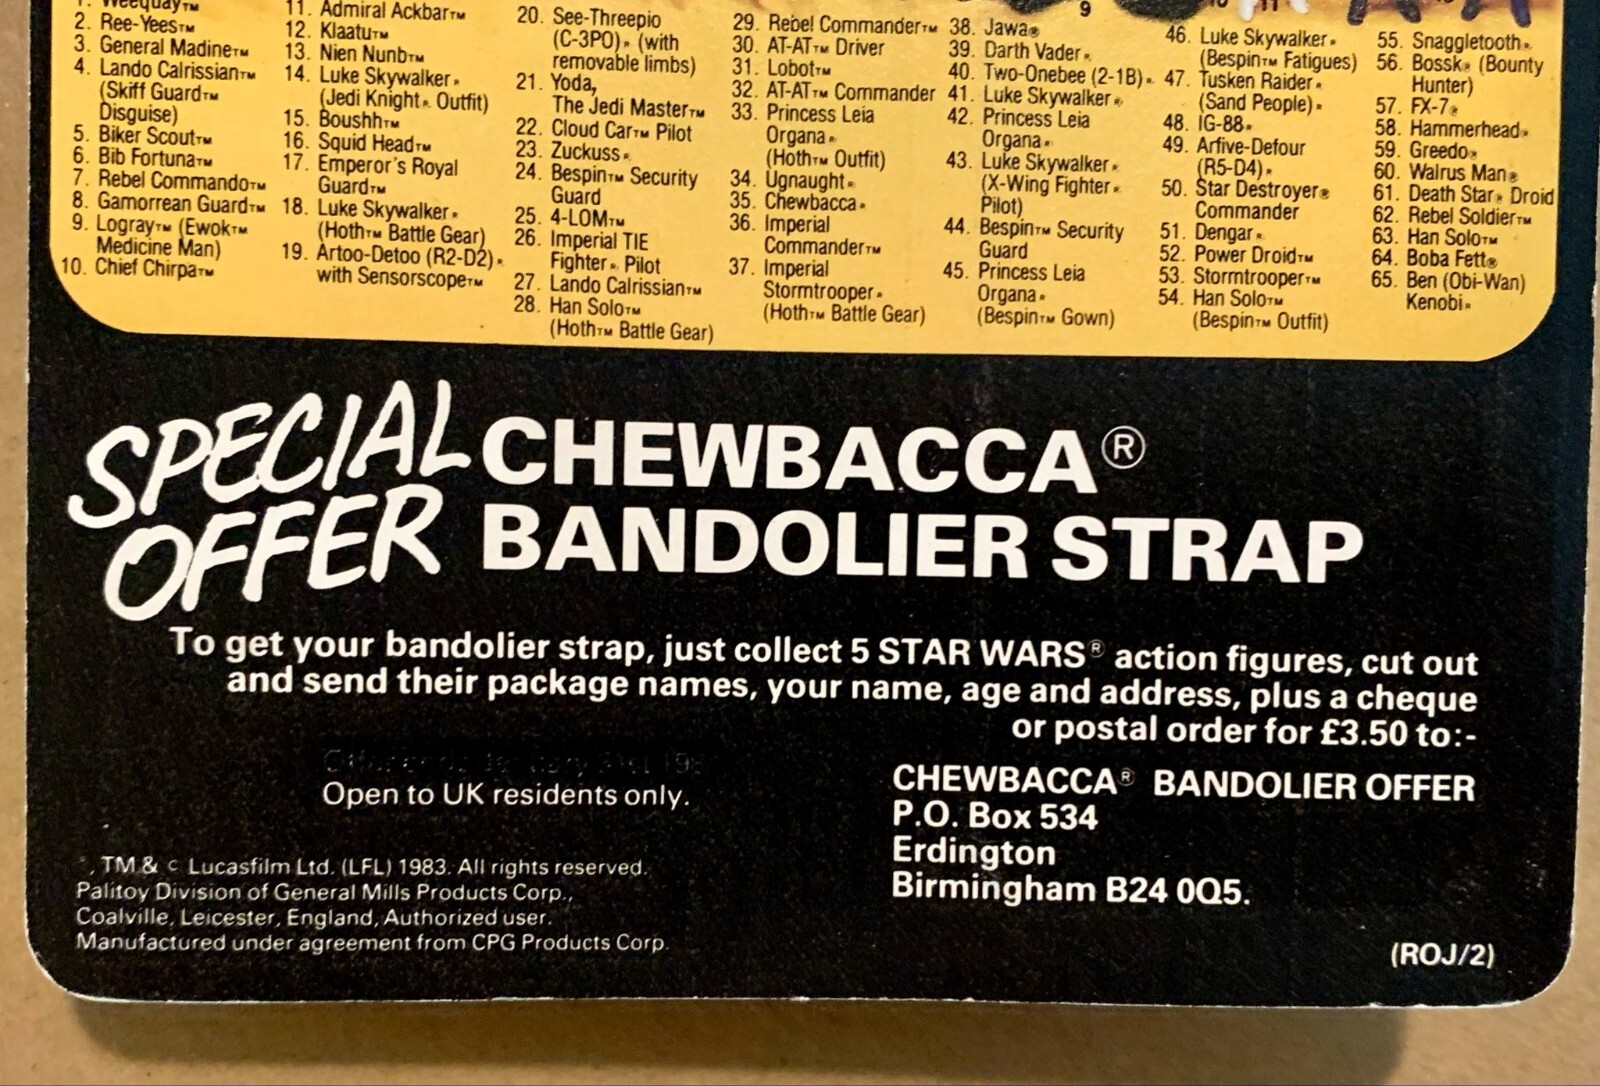 1. Weequay™
2. Ree-Yees™
3. General Madine™
4. Lando Calrissian™
(Skiff Guard™
Disguise)
5. Biker Scout™
6. Bib Fortuna™
7. Rebel Commando™
8. Gamorrean Guard™
9. Logray™ (Ewok™
Medicine Man)
10. Chief Chirpa™
11. Admiral Ackbar™
12. Klaatu™
13. Nien Nunb™
14. Luke Skywalker®
(Jedi Knight® Outfit)
15. Boushh™
16. Squid Head™
17. Emperor's Royal
Guard™
18. Luke Skywalker®
(Hoth™ Battle Gear)
19. Artoo-Detoo (R2-D2)®
with Sensorscope™
20. See-Threepio
(C-3PO)® (with
removable limbs)
21. Yoda,
The Jedi Master™
22. Cloud Car™ Pilot
23. Zuckuss®
24. Bespin™ Security
Guard
25. 4-LOM™
26. Imperial TIE
Fighter® Pilot
27. Lando Calrissian™
28. Han Solo™
(Hoth™ Battle Gear)
29. Rebel Commander™
30. AT-AT™ Driver
31. Lobot™
32. AT-AT™ Commander
33. Princess Leia
Organa®
(Hoth™ Outfit)
34. Ugnaught®
35. Chewbacca®
36. Imperial
Commander™
37. Imperial
Stormtrooper®
(Hoth™ Battle Gear)
9
38. Jawa®
39. Darth Vader®
40. Two-Onebee (2-1B)®
41. Luke Skywalker®
42. Princess Leia
Organa®
43. Luke Skywalker®
(X-Wing Fighter®
Pilot)
44. Bespin™ Security
Guard
45. Princess Leia
Organa®
(Bespin™ Gown)
46. Luke Skywalker®
(Bespin™ Fatigues)
47. Tusken Raider®
(Sand People)®
48. IG-88®
49. Arfive-Defour
(R5-D4)®
50. Star Destroyer®
Commander
51. Dengar®
52. Power Droid™
53. Stormtrooper™
54. Han Solo™
(Bespin™ Outfit)
55. Snaggletooth®
56. Bossk® (Bounty
Hunter)
57. FX-7®
58. Hammerhead®
59. Greedo®
60. Walrus Man®
61. Death Star® Droid
62. Rebel Soldier™
63. Han Solo™
64. Boba Fett®
65. Ben (Obi-Wan)
Kenobi®
SPECIAL
OFFER
CHEWBACCA®
BANDOLIER STRAP
To get your bandolier strap, just collect 5 STAR WARS® action figures, cut out
and send their package names, your name, age and address, plus a cheque
or postal order for £3.50 to:-
CHEWBACCA® BANDOLIER OFFER
P.O. Box 534
Erdington
Birmingham B24 0Q5.
Open to UK residents only.
, TM & © Lucasfilm Ltd. (LFL) 1983. All rights reserved.
Palitoy Division of General Mills Products Corp.,
Coalville, Leicester, England, Authorized user.
Manufactured under agreement from CPG Products Corp.
(ROJ/2)